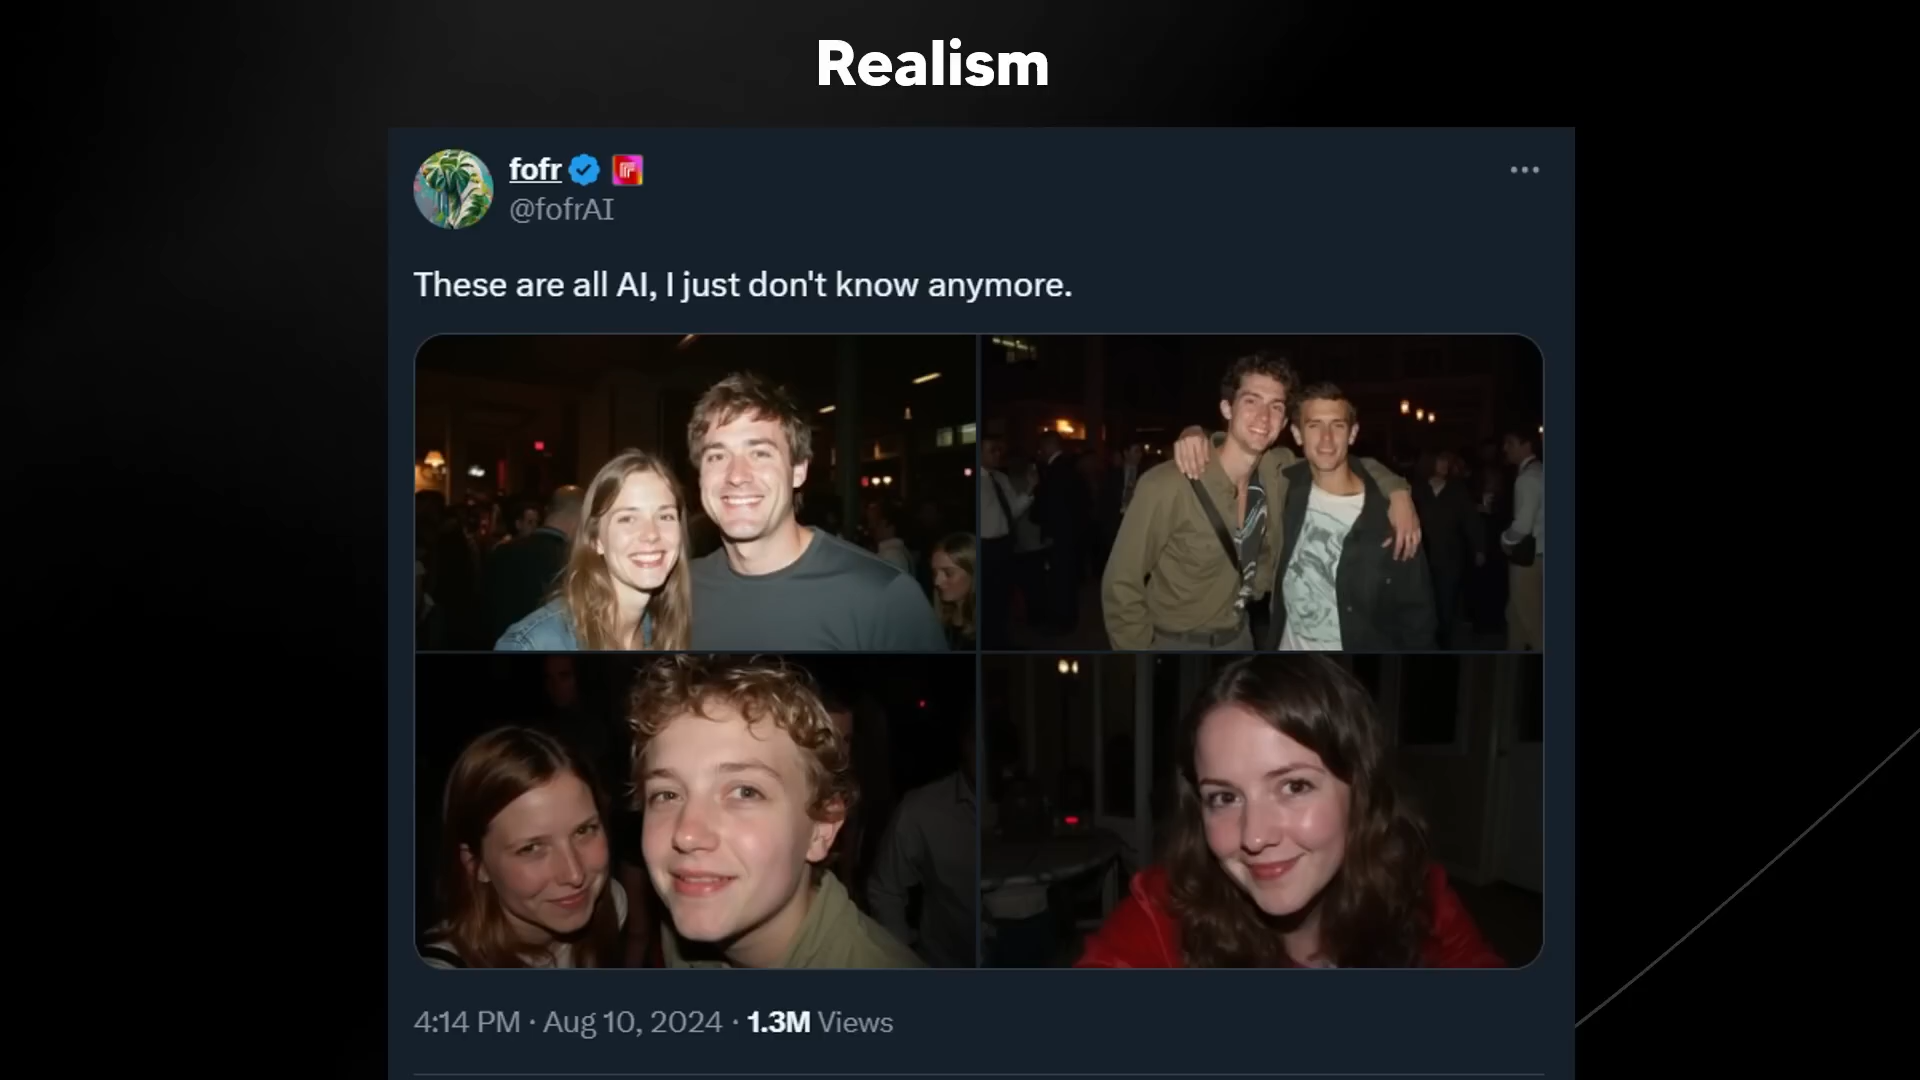 Realism
fofr
@fofrAI
These are all AI, I just don't know anymore.
4:14 PM · Aug 10, 2024 · 1.3M Views